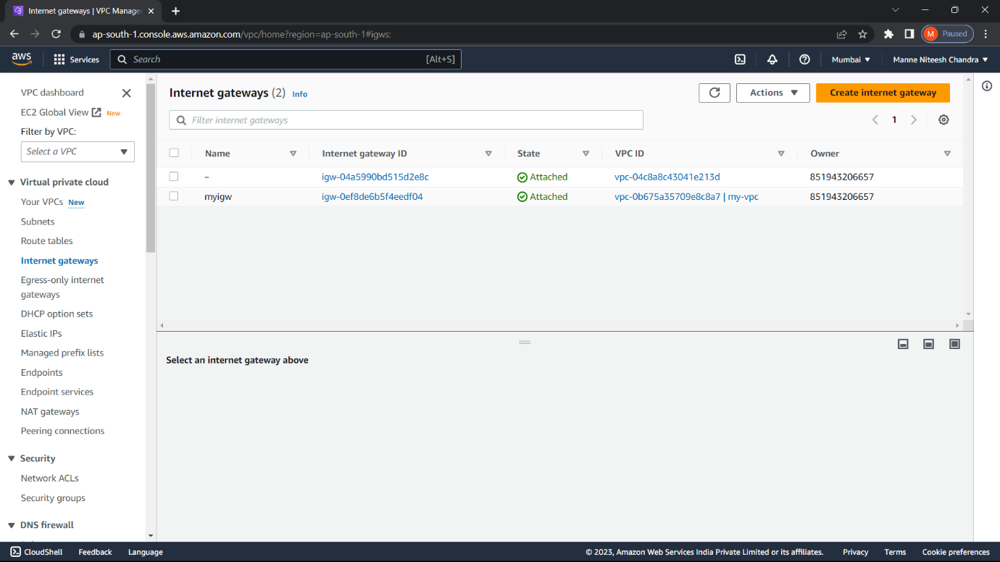 Internet gateways | VPC Manage
ap-south-1.console.aws.amazon.com/vpc/home?region=ap-south-1#igws:
M Paused
aws Services Search [Alt+S] Mumbai Manne Niteesh Chandra
VPC dashboard
EC2 Global View New
Filter by VPC:
Select a VPC
Virtual private cloud
Your VPCs New
Subnets
Route tables
Internet gateways
Egress-only internet
gateways
DHCP option sets
Elastic IPs
Managed prefix lists
Endpoints
Endpoint services
NAT gateways
Peering connections
Security
Network ACLs
Security groups
DNS firewall
Internet gateways (2) Info
Actions Create internet gateway
Filter internet gateways
1
Name Internet gateway ID State VPC ID Owner
– igw-04a5990bd515d2e8c Attached vpc-04c8a8c43041e213d 851943206657
myigw igw-0ef8de6b5f4eedf04 Attached vpc-0b675a35709e8c8a7 | my-vpc 851943206657
Select an internet gateway above
CloudShell Feedback Language © 2023, Amazon Web Services India Private Limited or its affiliates. Privacy Terms Cookie preferences